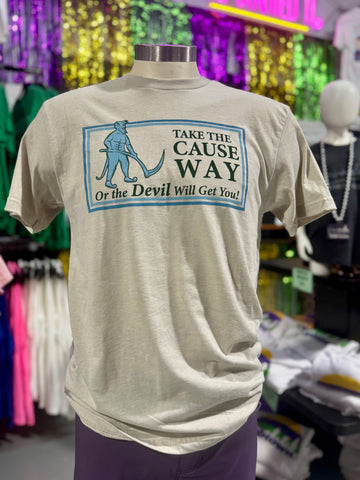 TAKE THE
CAUSE
WAY
Or the Devil Will Get You!